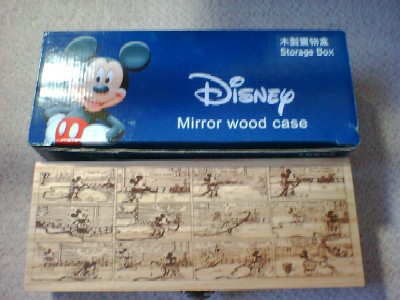 木製置物盒
Storage Box
Disney
Mirror wood case